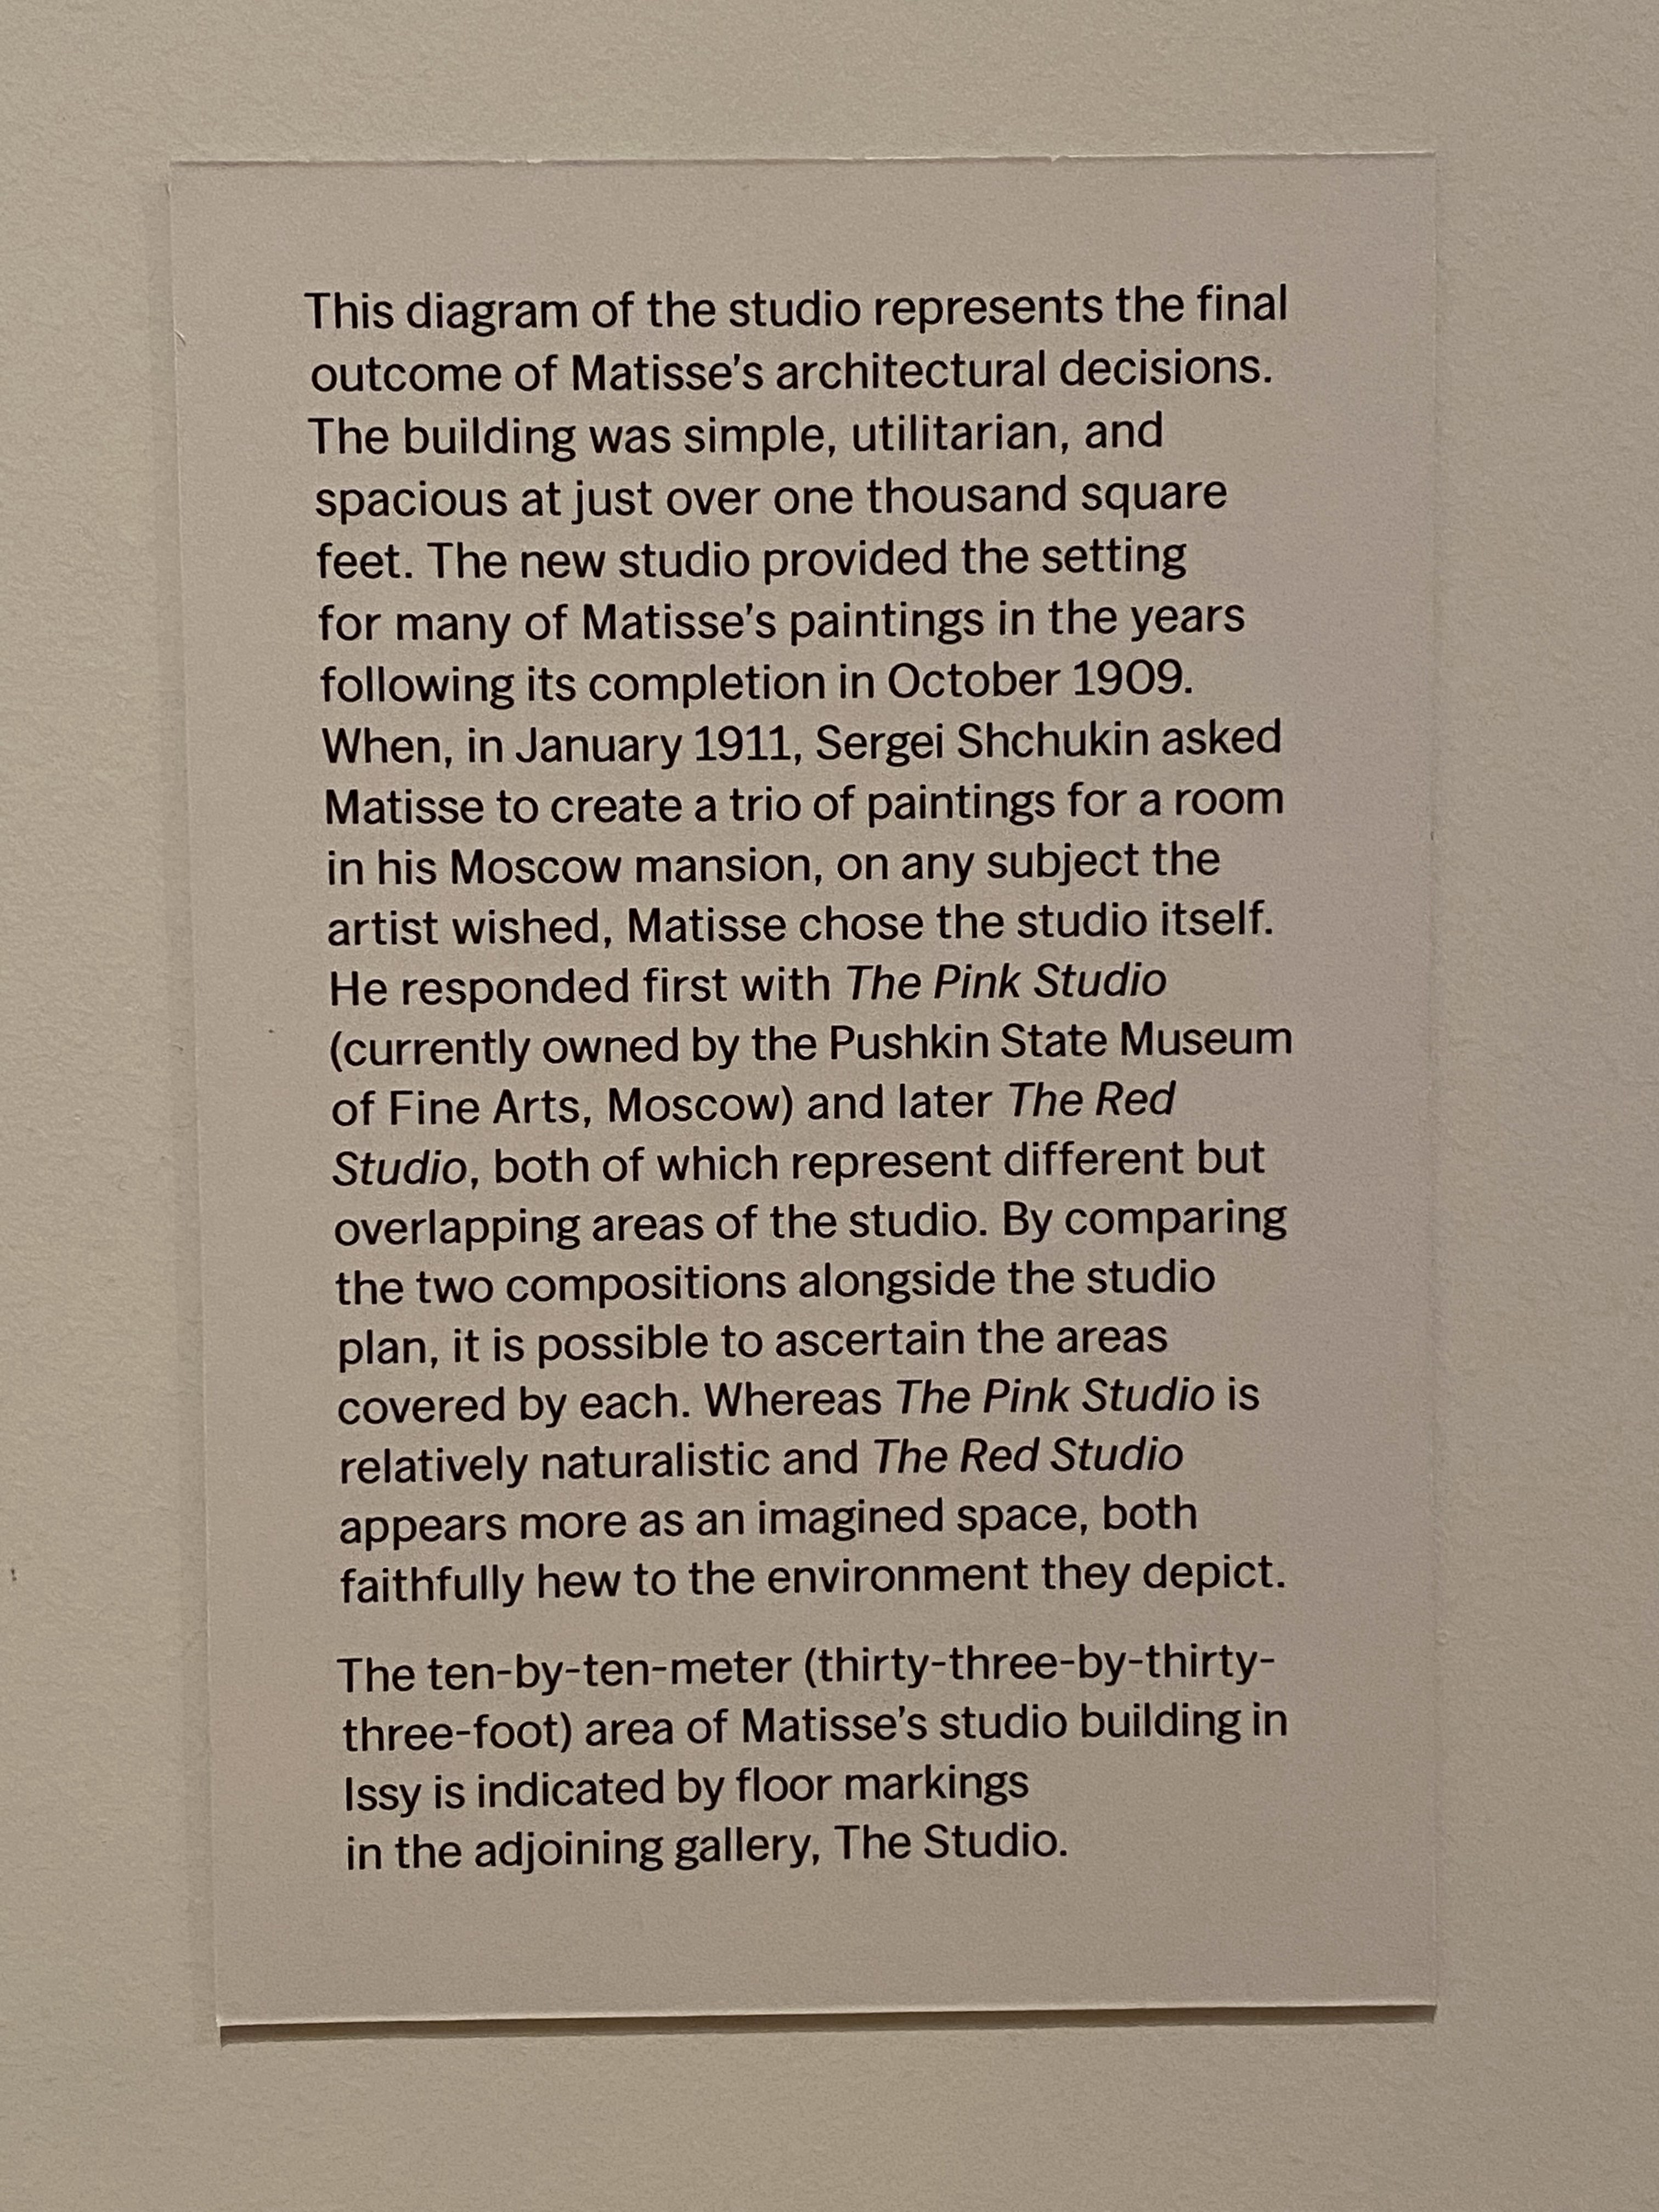 This diagram of the studio represents the final
outcome of Matisse's architectural decisions.
The building was simple, utilitarian, and
spacious at just over one thousand square
feet. The new studio provided the setting
for many of Matisse's paintings in the years
following its completion in October 1909.
When, in January 1911, Sergei Shchukin asked
Matisse to create a trio of paintings for a room
in his Moscow mansion, on any subject the
artist wished, Matisse chose the studio itself.
He responded first with The Pink Studio
(currently owned by the Pushkin State Museum
of Fine Arts, Moscow) and later The Red
Studio, both of which represent different but
overlapping areas of the studio. By comparing
the two compositions alongside the studio
plan, it is possible to ascertain the areas
covered by each. Whereas The Pink Studio is
relatively naturalistic and The Red Studio
appears more as an imagined space, both
faithfully hew to the environment they depict.
The ten-by-ten-meter (thirty-three-by-thirty-
three-foot) area of Matisse's studio building in
Issy is indicated by floor markings
in the adjoining gallery, The Studio.